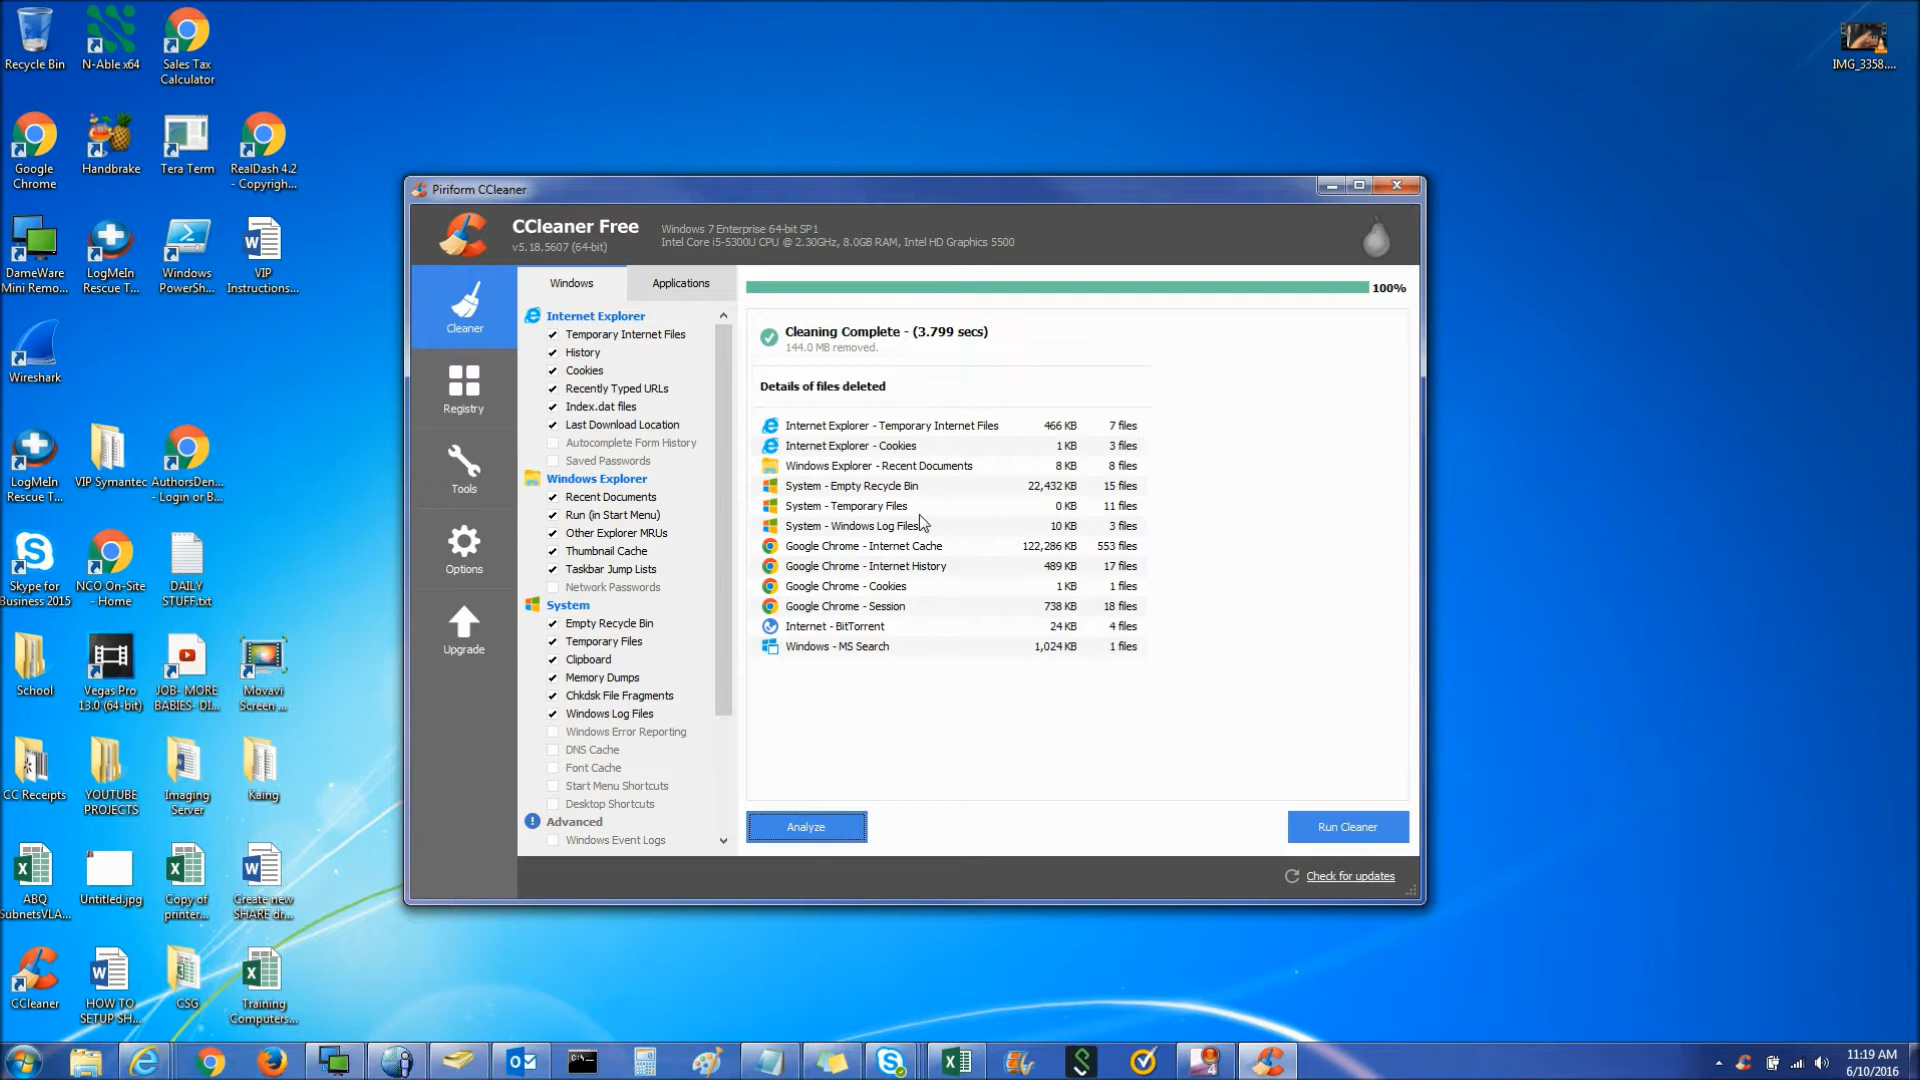 Recycle Bin
N-Able x64
Sales Tax
Calculator
IMG_3358....
Google
Chrome
Handbrake
Tera Term
RealDash 4.2
- Copyrigh...
DameWare
Mini Remo...
LogMeIn
Rescue T...
Windows
PowerSh...
VIP
Instructions...
Wireshark
LogMeIn
Rescue T...
VIP Symantec
AuthorsDen...
- Login or B...
Skype for
Business 2015
NCO On-Site
- Home
DAILY
STUFF.txt
School
Vegas Pro
13.0 (64-bit)
JOB- MORE
BABIES- DI...
Movavi
Screen ...
CC Receipts
YOUTUBE
PROJECTS
Imaging
Server
Kaing
ABQ
SubnetsVLA...
Untitled.jpg
Copy of
printer...
Create new
SHARE dr...
CCleaner
HOW TO
SETUP SH...
CSG
Training
Computers...
Piriform CCleaner
CCleaner Free
v5.18.5607 (64-bit)
Windows 7 Enterprise 64-bit SP1
Intel Core i5-5300U CPU @ 2.30GHz, 8.0GB RAM, Intel HD Graphics 5500
Cleaner
Registry
Tools
Options
Upgrade
Windows
Applications
Internet Explorer
Temporary Internet Files
History
Cookies
Recently Typed URLs
Index.dat files
Last Download Location
Autocomplete Form History
Saved Passwords
Windows Explorer
Recent Documents
Run (in Start Menu)
Other Explorer MRUs
Thumbnail Cache
Taskbar Jump Lists
Network Passwords
System
Empty Recycle Bin
Temporary Files
Clipboard
Memory Dumps
Chkdsk File Fragments
Windows Log Files
Windows Error Reporting
DNS Cache
Font Cache
Start Menu Shortcuts
Desktop Shortcuts
Advanced
Windows Event Logs
100%
Cleaning Complete - (3.799 secs)
144.0 MB removed.
Details of files deleted
Internet Explorer - Temporary Internet Files 466 KB 7 files
Internet Explorer - Cookies 1 KB 3 files
Windows Explorer - Recent Documents 8 KB 8 files
System - Empty Recycle Bin 22,432 KB 15 files
System - Temporary Files 0 KB 11 files
System - Windows Log Files 10 KB 3 files
Google Chrome - Internet Cache 122,286 KB 553 files
Google Chrome - Internet History 489 KB 17 files
Google Chrome - Cookies 1 KB 1 files
Google Chrome - Session 738 KB 18 files
Internet - BitTorrent 24 KB 4 files
Windows - MS Search 1,024 KB 1 files
Analyze
Run Cleaner
Check for updates
11:19 AM
6/10/2016